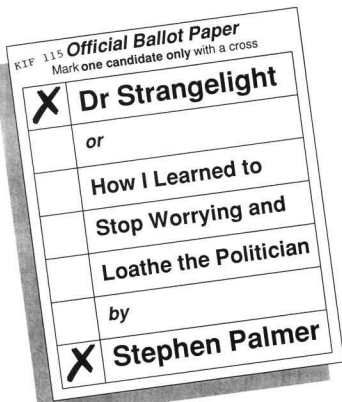 KIF 115 Official Ballot Paper
Mark one candidate only with a cross
X Dr Strangelight
or
How I Learned to
Stop Worrying and
Loathe the Politician
by
X Stephen Palmer